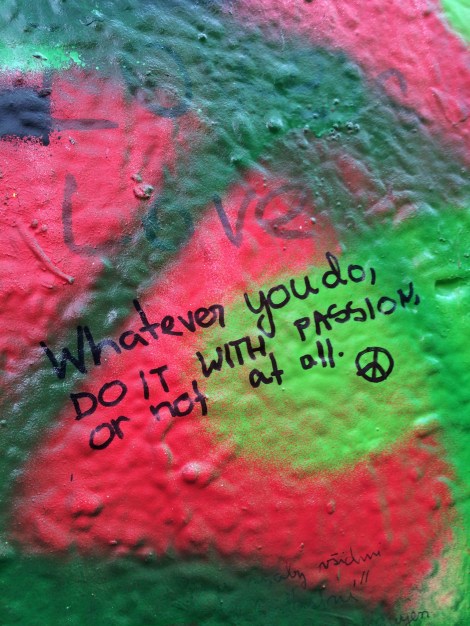 Love
Whatever you do,
DO IT WITH PASSION,
or not at all.